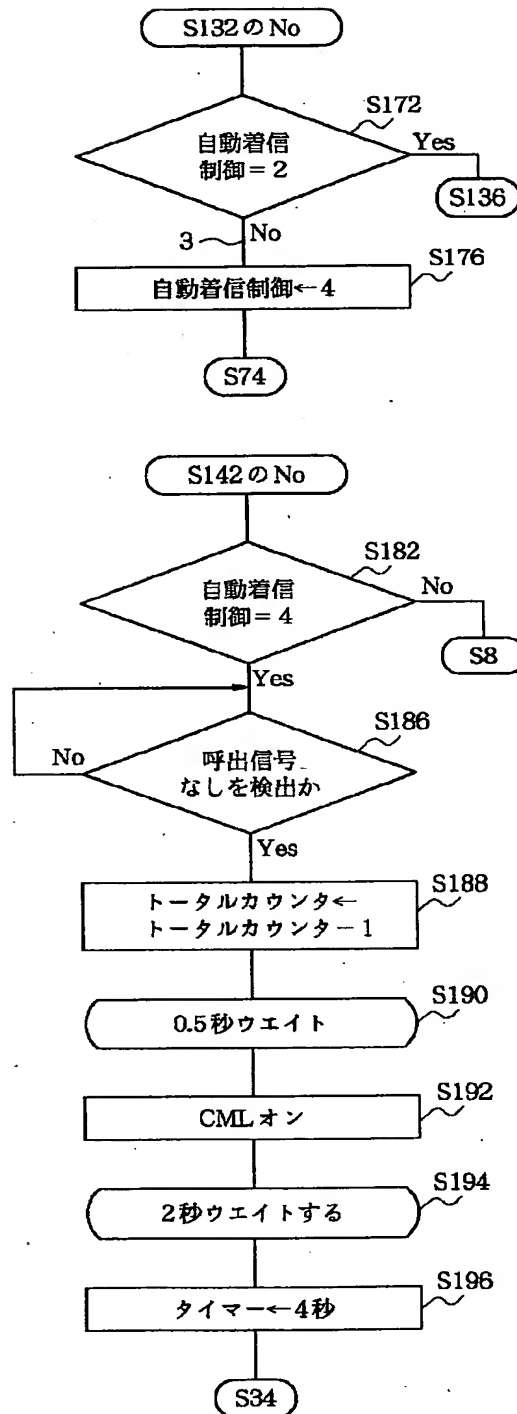 S132のNo
S172
自動着信
制御=2
Yes
S136
3
No
S176
自動着信制御←4
S74
S142のNo
S182
自動着信
制御=4
No
S8
Yes
S186
呼出信号
なしを検出か
No
Yes
S188
トータルカウンタ←
トータルカウンター1
S190
0.5秒ウエイト
S192
CMLオン
S194
2秒ウエイトする
S196
タイマー←4秒
S34